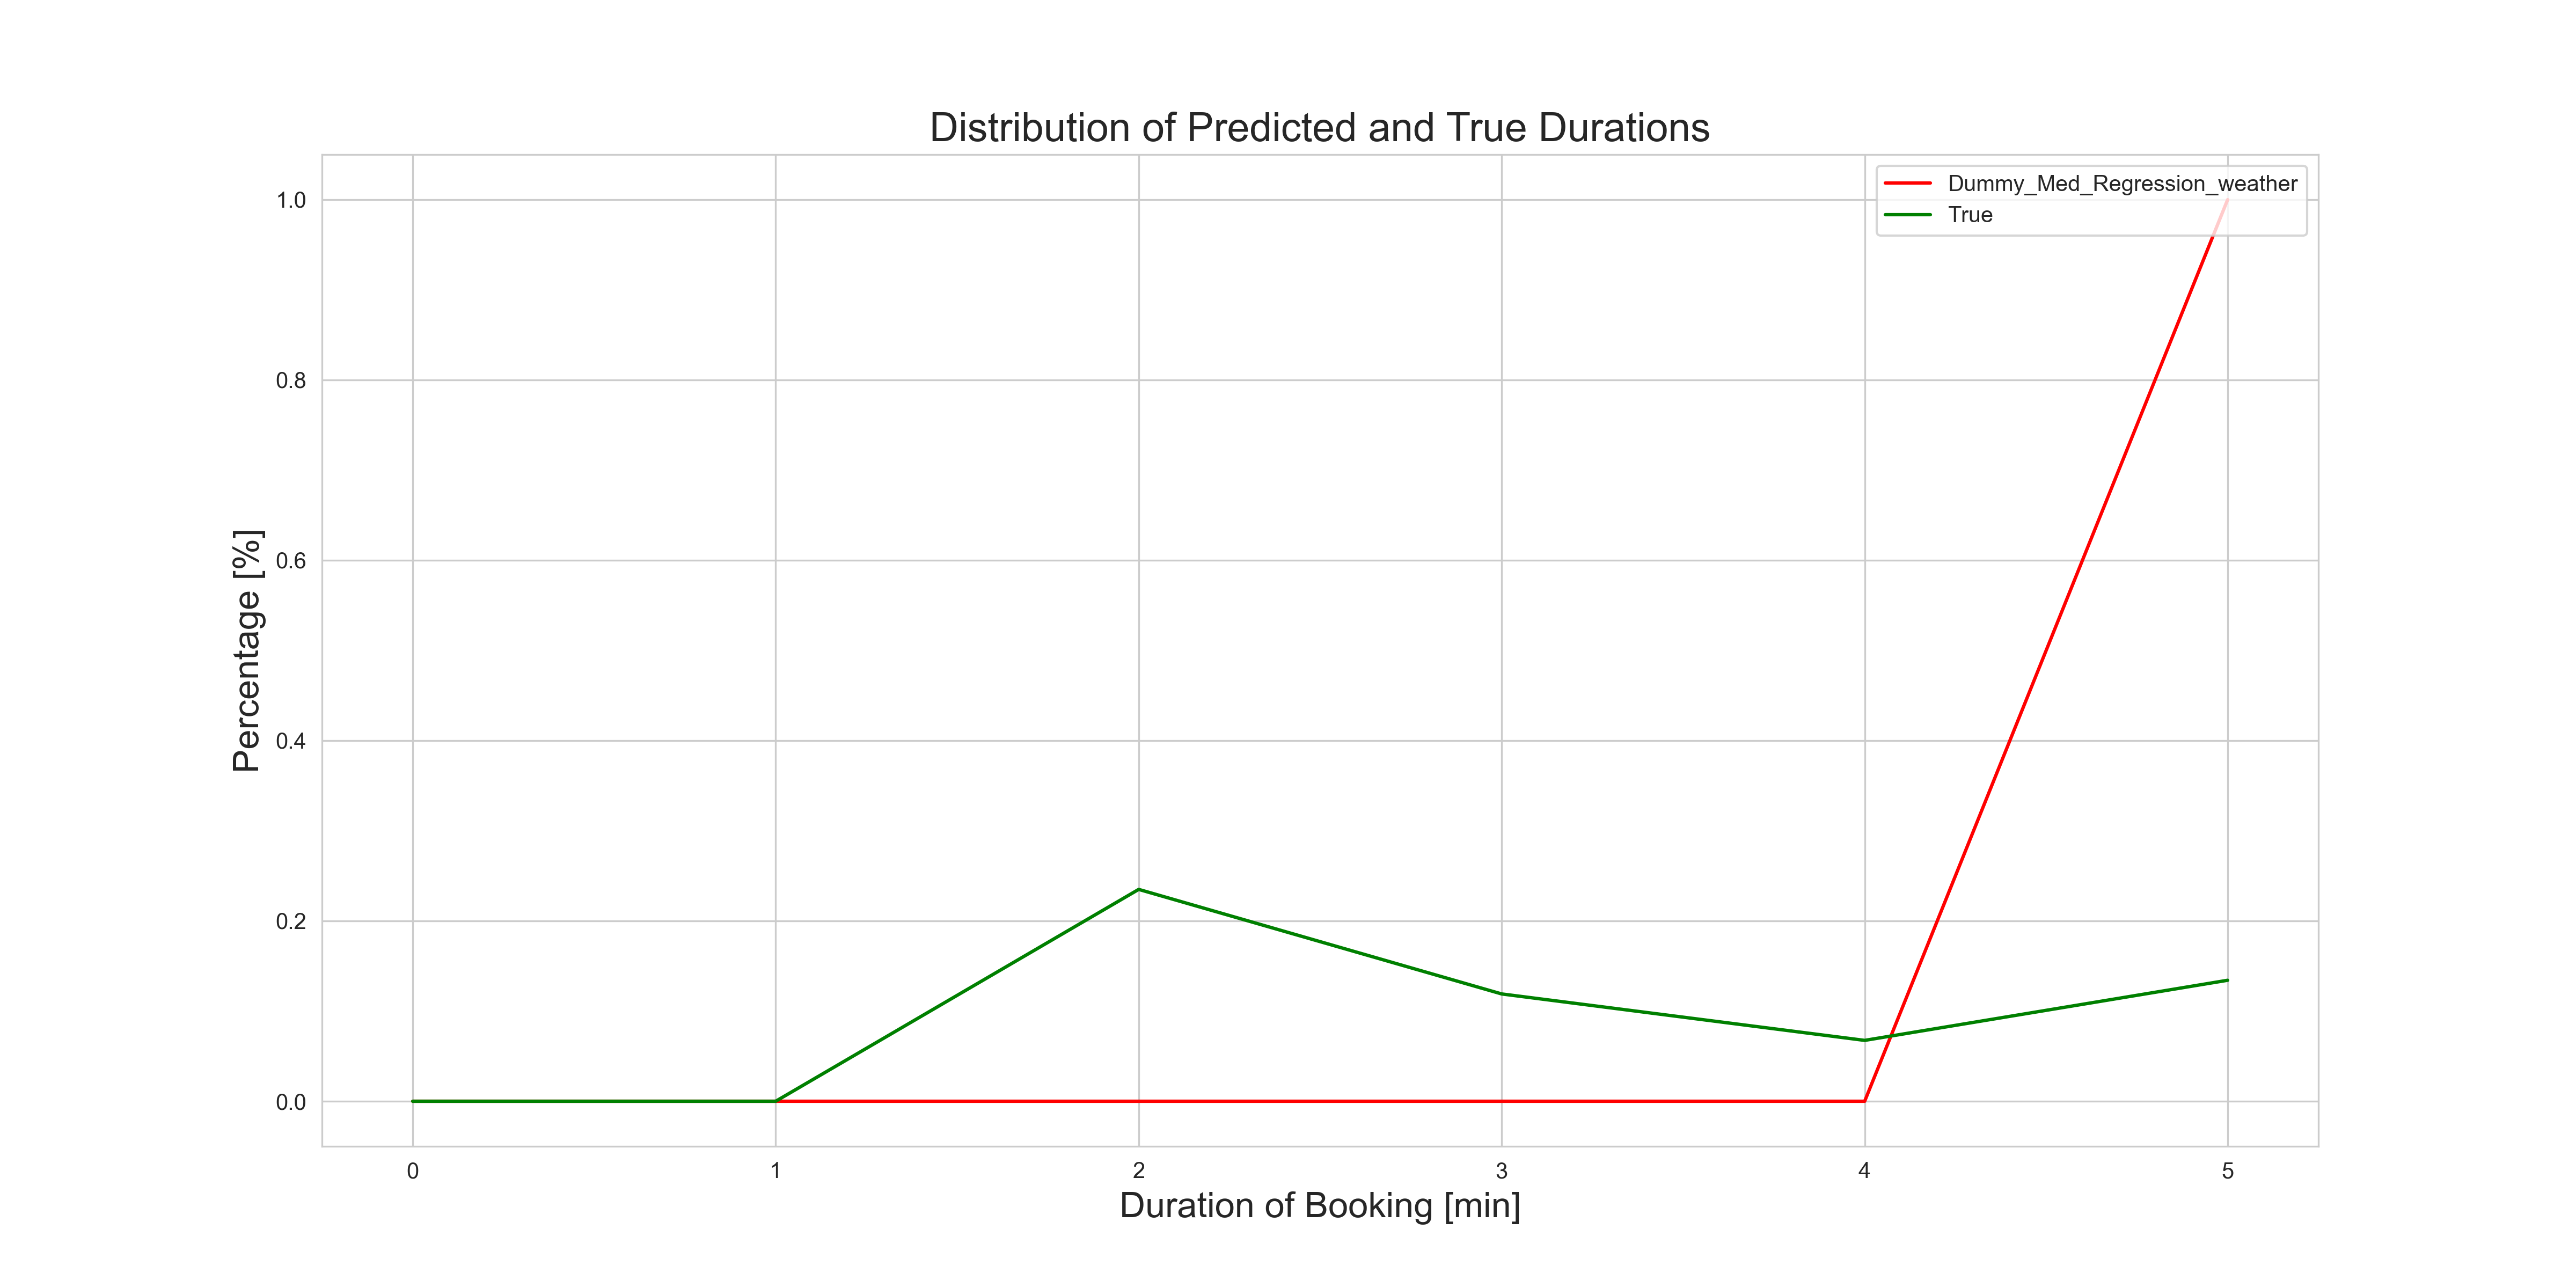 Distribution of Predicted and True Durations
Dummy_Med_Regression_weather
True
1.0
0.8
0.6
0.4
0.2
0.0
Percentage [%]
0 1 2 3 4 5
Duration of Booking [min]